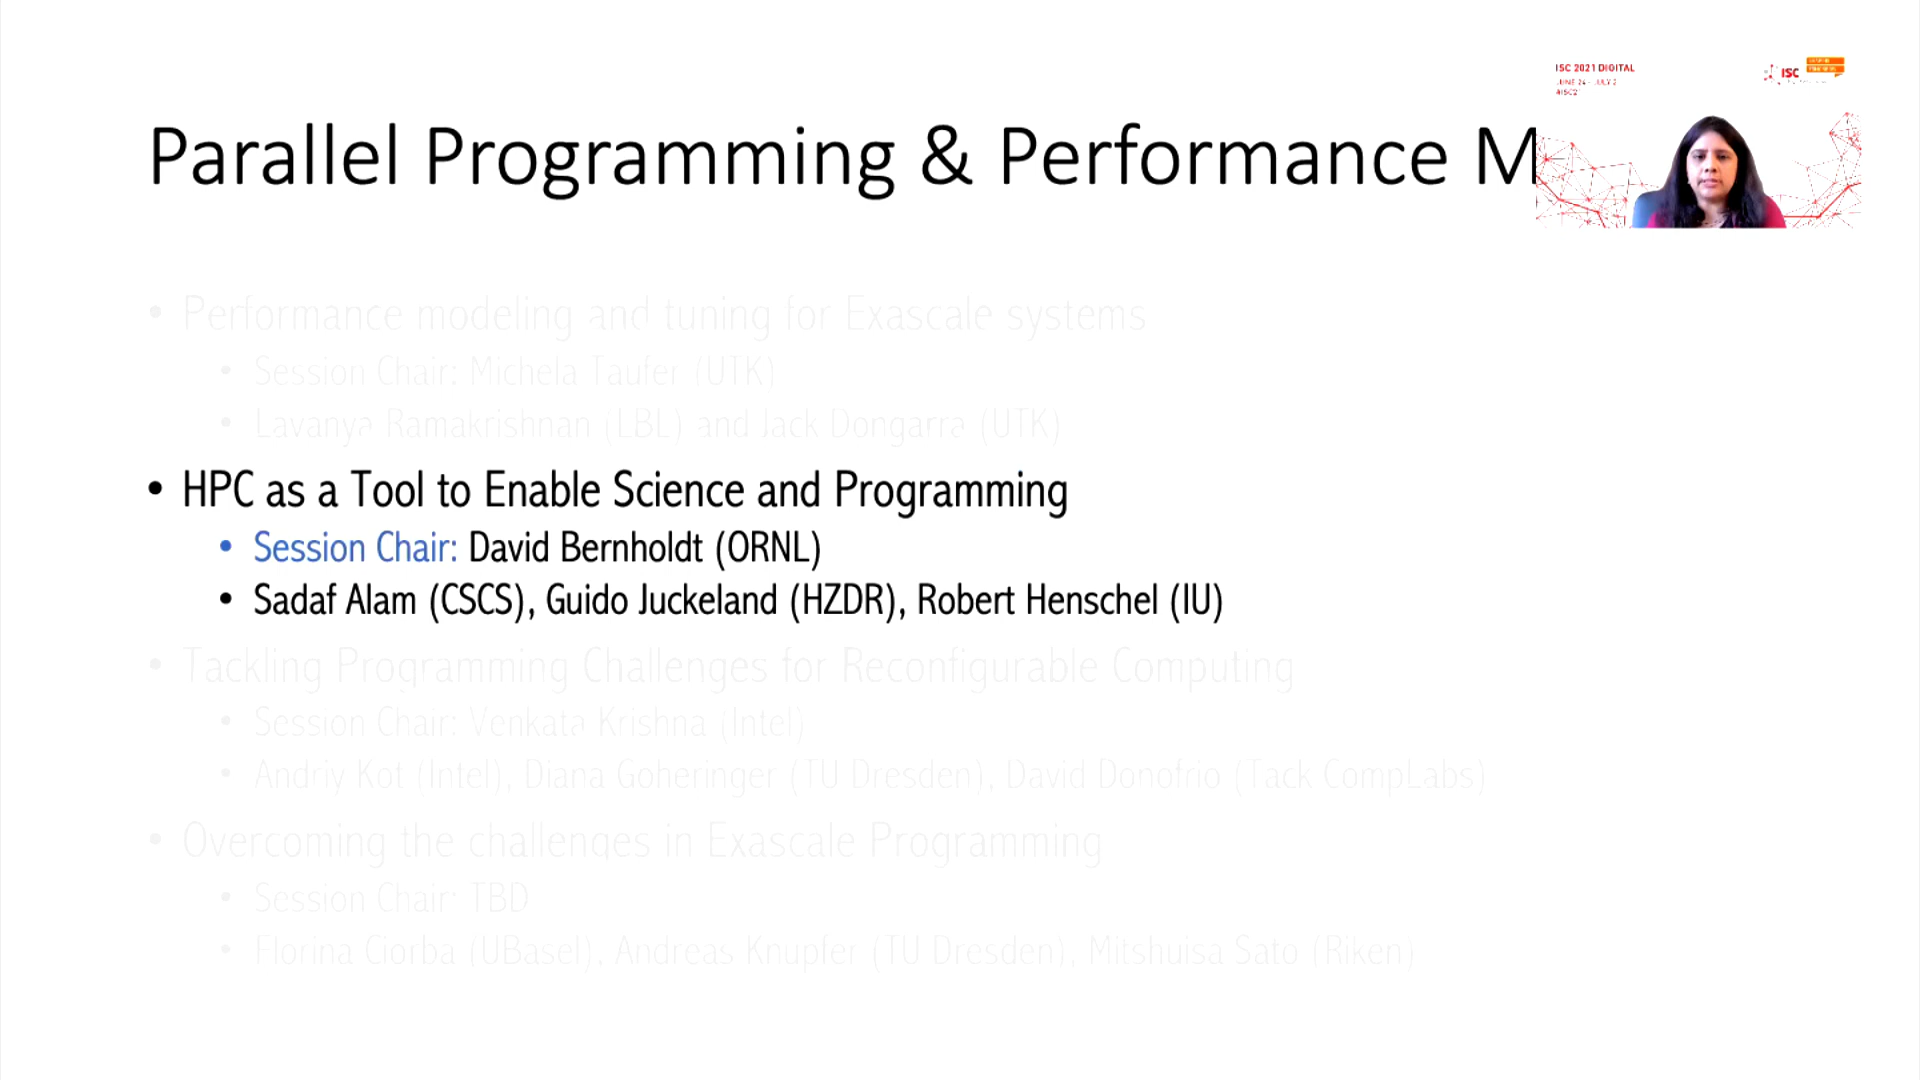 ISC 2021 DIGITAL
JUNE 24 - JULY 2
#ISC21
ISC
Parallel Programming & Performance M
• Performance modeling and tuning for Exascale systems
• Session Chair: Michela Taufer (UTK)
• Lavanya Ramakrishnan (LBL) and Jack Dongarra (UTK)
• HPC as a Tool to Enable Science and Programming
• Session Chair: David Bernholdt (ORNL)
• Sadaf Alam (CSCS), Guido Juckeland (HZDR), Robert Henschel (IU)
• Tackling Programming Challenges for Reconfigurable Computing
• Session Chair: Venkata Krishna (Intel)
• Andriy Kot (Intel), Diana Goheringer (TU Dresden), David Donofrio (Tack CompLabs)
• Overcoming the challenges in Exascale Programming
• Session Chair: TBD
• Florina Ciorba (UBasel), Andreas Knupfer (TU Dresden), Mitshuisa Sato (Riken)